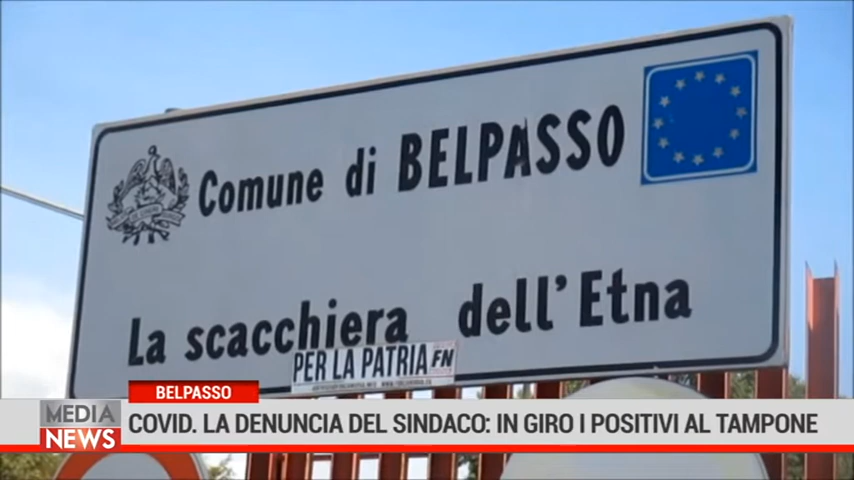 Comune di BELPASSO
La scacchiera dell'Etna
PER LA PATRIA FN
BELPASSO
MEDIA
NEWS
COVID. LA DENUNCIA DEL SINDACO: IN GIRO I POSITIVI AL TAMPONE